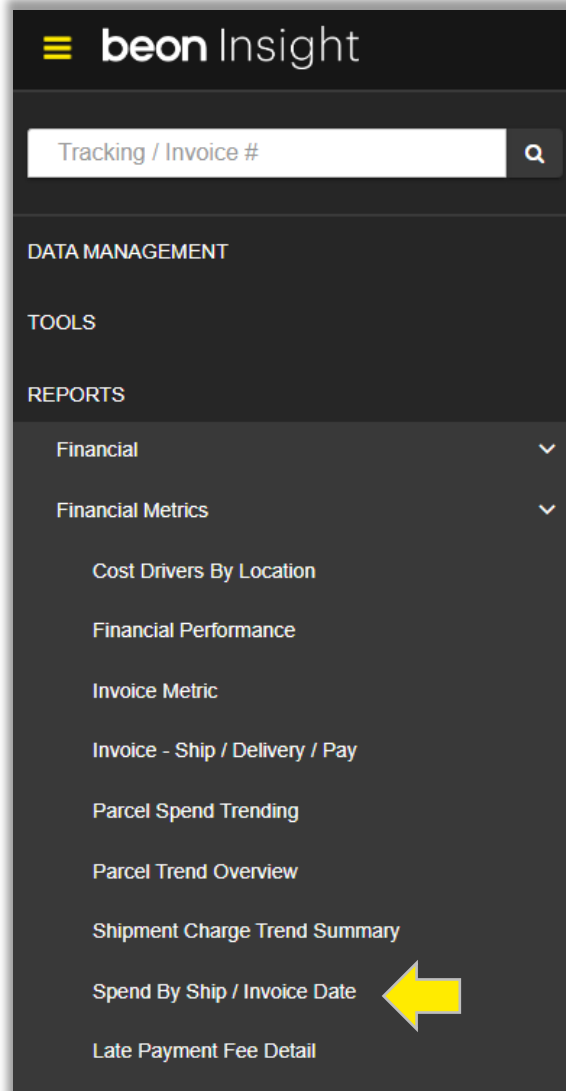 beon Insight
Tracking / Invoice #
DATA MANAGEMENT
TOOLS
REPORTS
Financial
Financial Metrics
Cost Drivers By Location
Financial Performance
Invoice Metric
Invoice - Ship / Delivery / Pay
Parcel Spend Trending
Parcel Trend Overview
Shipment Charge Trend Summary
Spend By Ship / Invoice Date
Late Payment Fee Detail